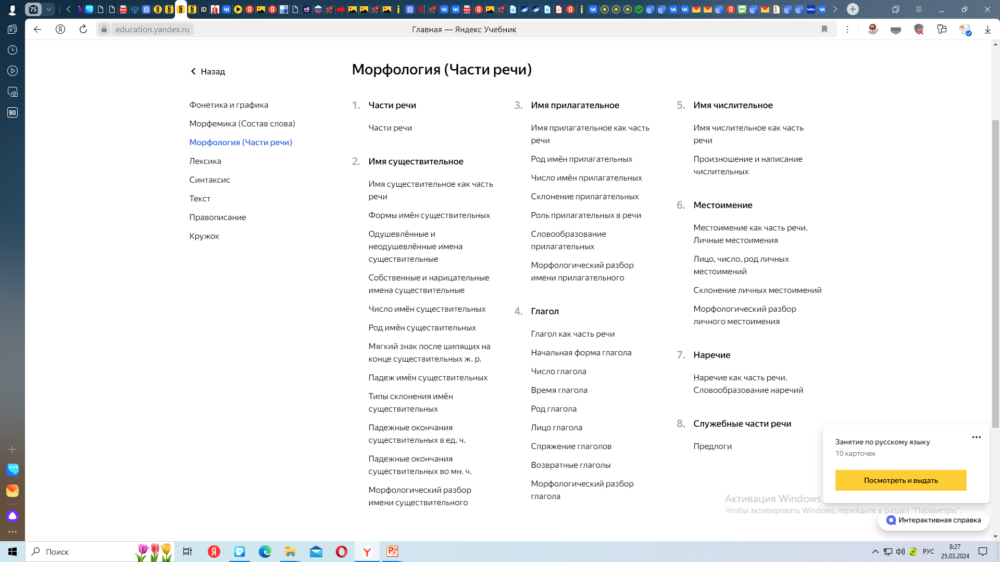 75
education.yandex.ru
Главная — Яндекс Учебник
90
Назад
Фонетика и графика
Морфемика (Состав слова)
Морфология (Части речи)
Лексика
Синтаксис
Текст
Правописание
Кружок
Морфология (Части речи)
1. Части речи
Части речи
2. Имя существительное
Имя существительное как часть
речи
Формы имён существительных
Одушевлённые и
неодушевлённые имена
существительные
Собственные и нарицательные
имена существительные
Число имён существительных
Род имён существительных
Мягкий знак после шипящих на
конце существительных ж. р.
Падеж имён существительных
Типы склонения имён
существительных
Падежные окончания
существительных в ед. ч.
Падежные окончания
существительных во мн. ч.
Морфологический разбор
имени существительного
3. Имя прилагательное
Имя прилагательное как часть
речи
Род имён прилагательных
Число имён прилагательных
Склонение прилагательных
Роль прилагательных в речи
Словообразование
прилагательных
Морфологический разбор
имени прилагательного
4. Глагол
Глагол как часть речи
Начальная форма глагола
Число глагола
Время глагола
Род глагола
Лицо глагола
Спряжение глаголов
Возвратные глаголы
Морфологический разбор
глагола
5. Имя числительное
Имя числительное как часть
речи
Произношение и написание
числительных
6. Местоимение
Местоимение как часть речи.
Личные местоимения
Лицо, число, род личных
местоимений
Склонение личных местоимений
Морфологический разбор
личного местоимения
7. Наречие
Наречие как часть речи.
Словообразование наречий
8. Служебные части речи
Предлоги
Занятие по русскому языку
10 карточек
Посмотреть и выдать
Активация Windows
Чтобы активировать Windows, перейдите в раздел "Параметры".
Интерактивная справка
Поиск
РУС
8:27
25.03.2024